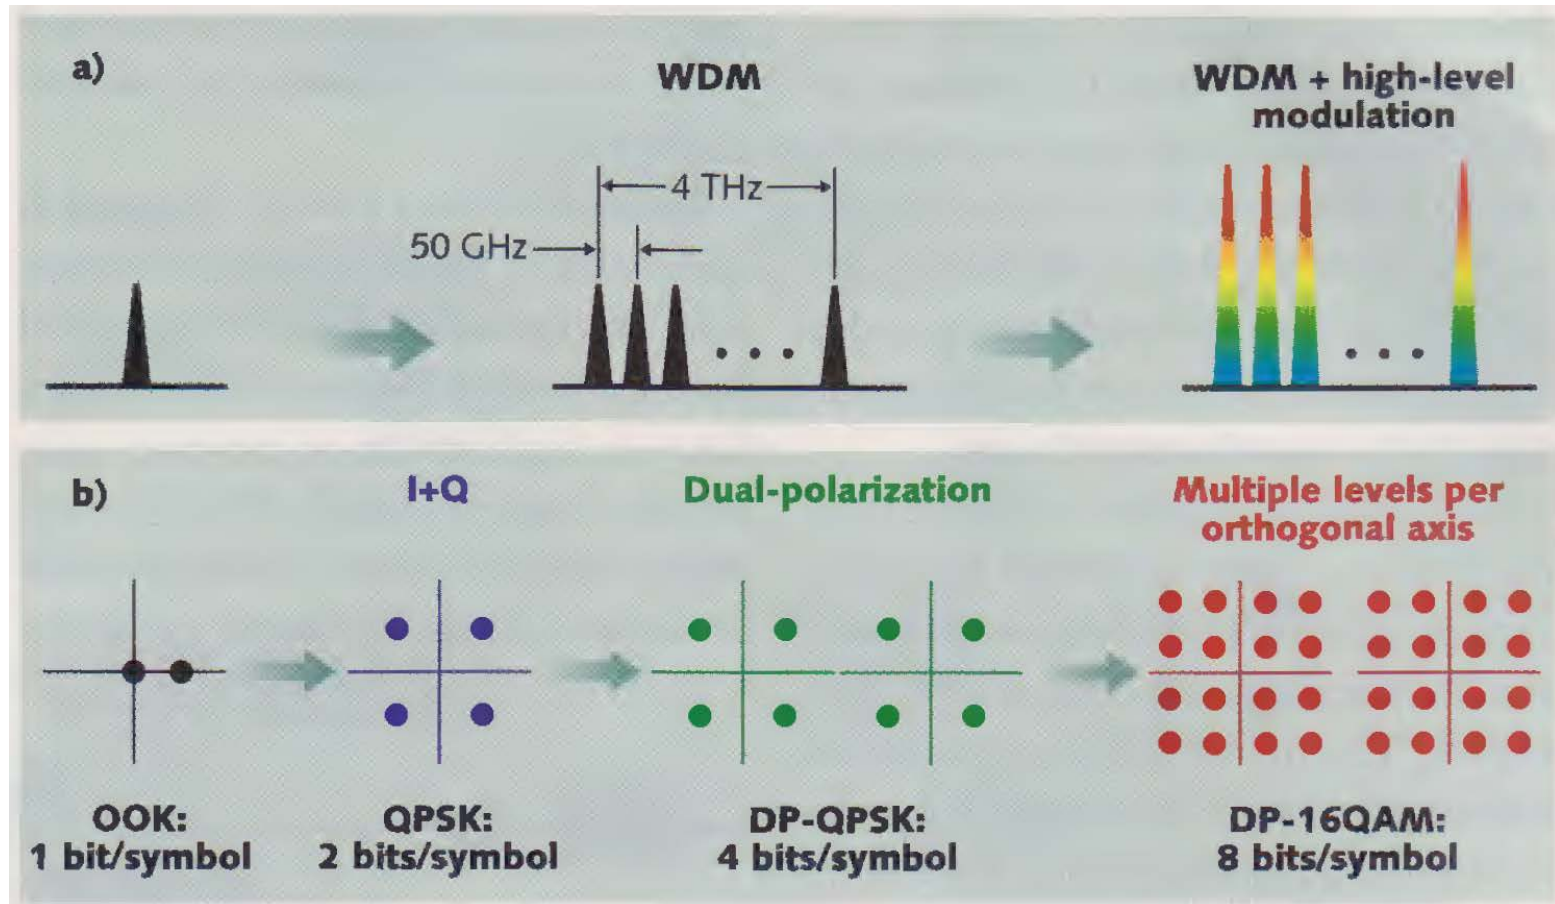 a)
WDM
WDM + high-level
modulation
4 THz
50 GHz
b)
I+Q
Dual-polarization
Multiple levels per
orthogonal axis
OOK:
1 bit/symbol
QPSK:
2 bits/symbol
DP-QPSK:
4 bits/symbol
DP-16QAM:
8 bits/symbol